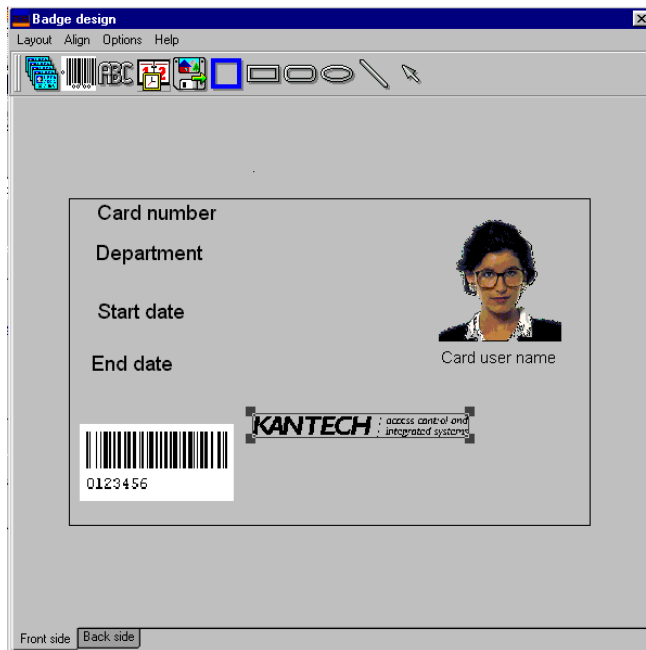 Badge design
Layout Align Options Help
ABC
Card number
Department
Start date
End date
Card user name
KANTECH access control and
integrated systems
0123456
Front side Back side